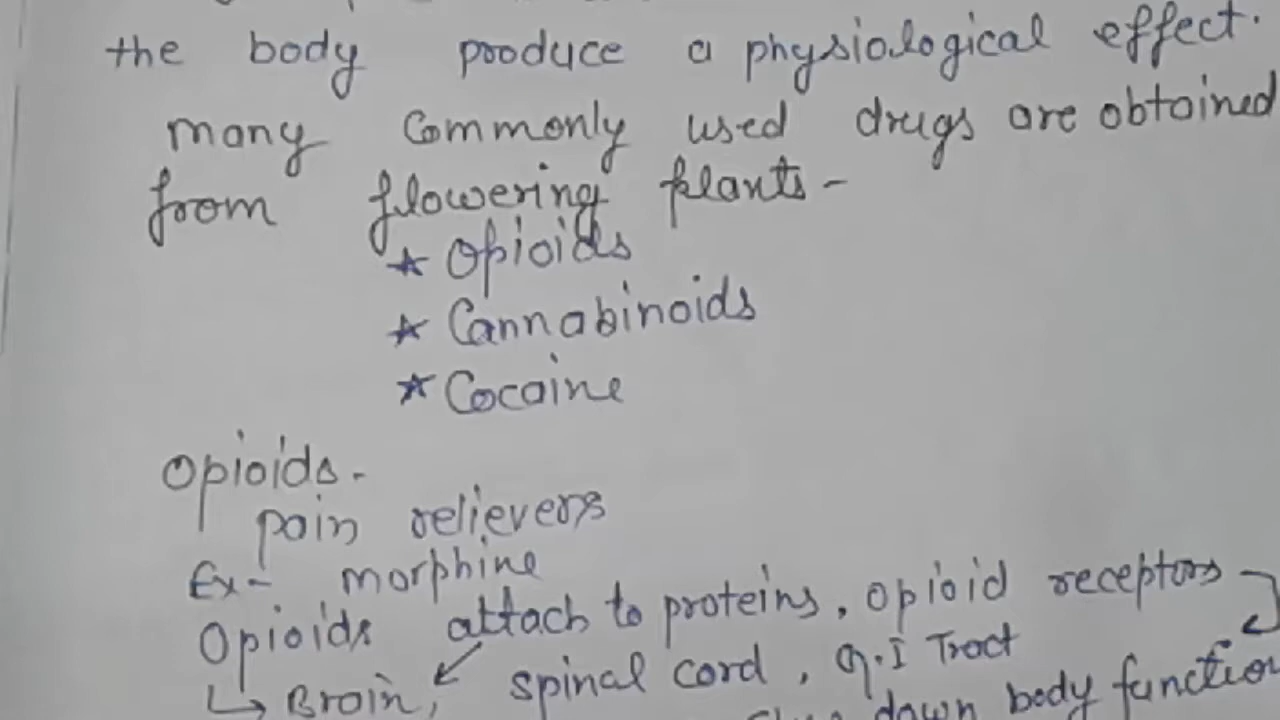 the body produce a physiological effect.
many commonly used drugs are obtained
from flowering plants -
★ Opioids
★ Cannabinoids
★ Cocaine
Opioids -
pain relievers
Ex- morphine
Opioids attach to proteins, opioid receptors
↳ Brain, spinal cord, G.I Tract
down body function